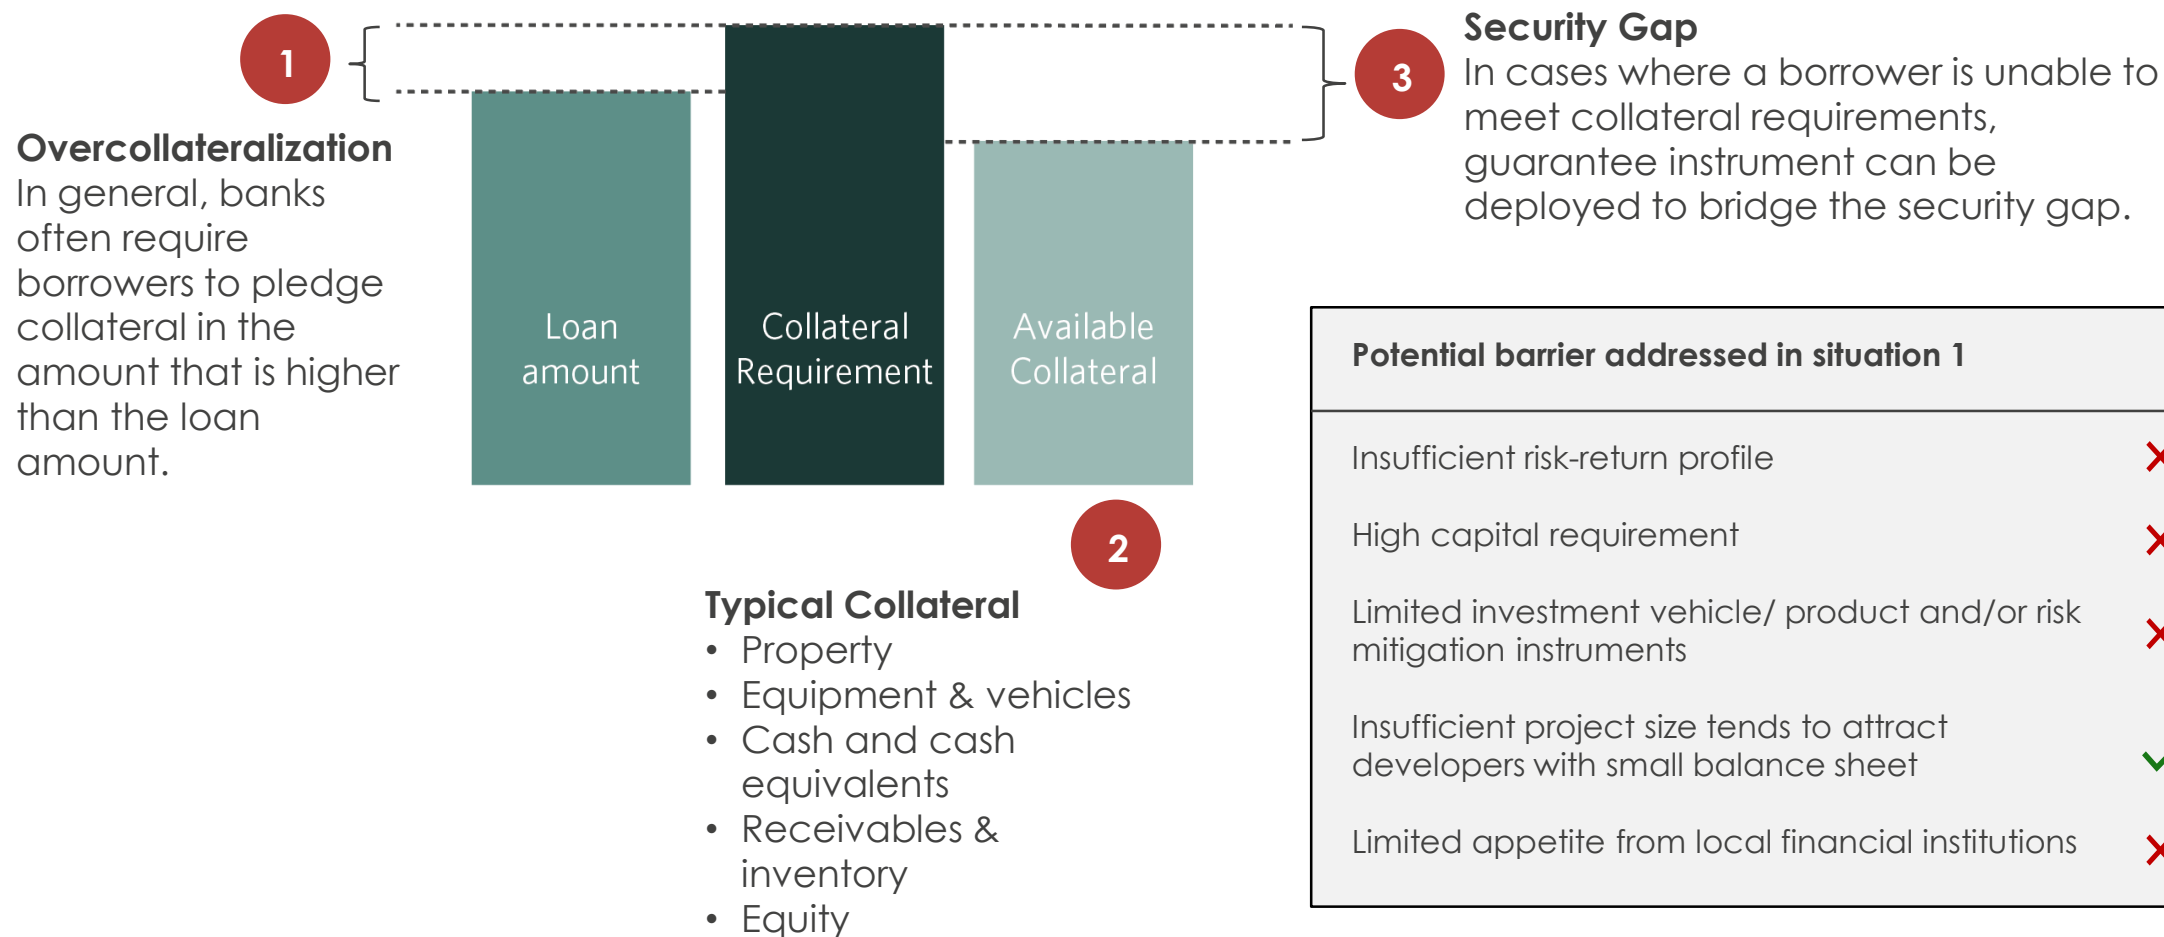 1
Overcollateralization
In general, banks
often require
borrowers to pledge
collateral in the
amount that is higher
than the loan
amount.
Loan
amount
Collateral
Requirement
Available
Collateral
2
Typical Collateral
• Property
• Equipment & vehicles
• Cash and cash
equivalents
• Receivables &
inventory
• Equity
3
Security Gap
In cases where a borrower is unable to
meet collateral requirements,
guarantee instrument can be
deployed to bridge the security gap.
Potential barrier addressed in situation 1
Insufficient risk-return profile
High capital requirement
Limited investment vehicle/ product and/or risk
mitigation instruments
Insufficient project size tends to attract
developers with small balance sheet
Limited appetite from local financial institutions